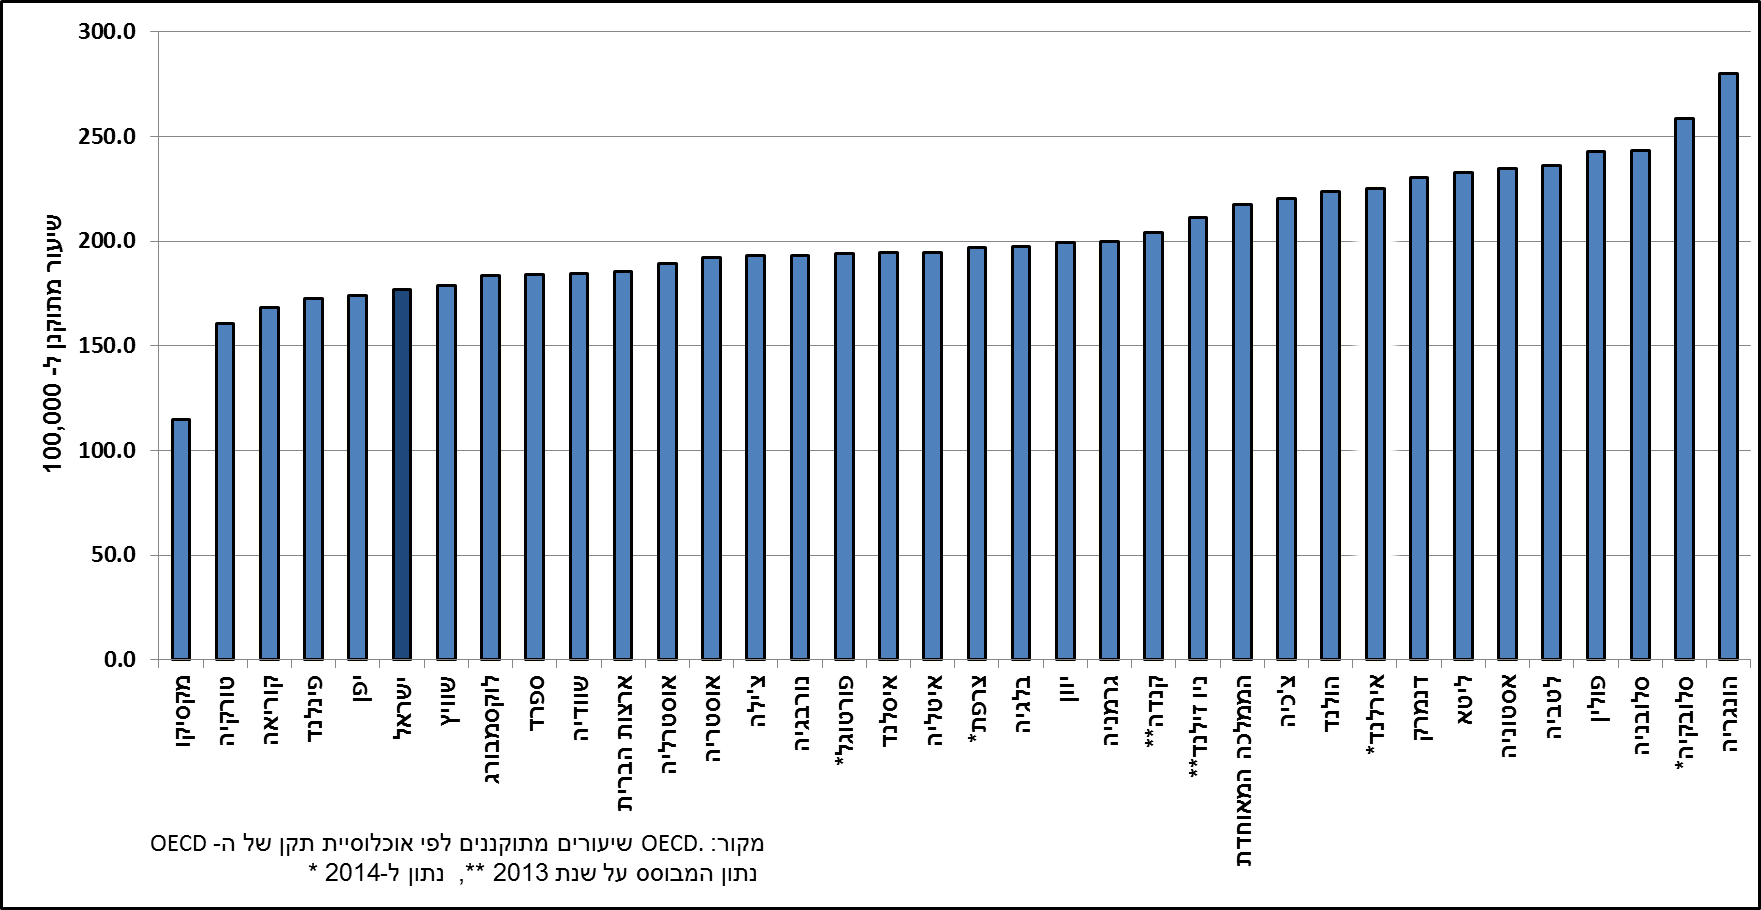 300.0
250.0
200.0
150.0
100.0
50.0
0.0
שיעור מתוקנן ל- 100,000
מקסיקו
טורקיה
קוריאה
פינלנד
יפן
ישראל
שוויץ
לוקסמבורג
ספרד
שוודיה
ארצות הברית
אוסטרליה
אוסטריה
צ'ילה
נורבגיה
פורטוגל*
איסלנד
איטליה
צרפת*
בלגיה
יוון
גרמניה
קנדה**
ניו זילנד**
הממלכה המאוחדת
צ'כיה
הולנד
אירלנד*
דנמרק
ליטא
אסטוניה
לטביה
פולין
סלובניה
סלובקיה*
הונגריה
מקור: .OECD שיעורים מתוקננים לפי אוכלוסיית תקן של ה- OECD
נתון המבוסס על שנת 2013 **, נתון ל-2014 *